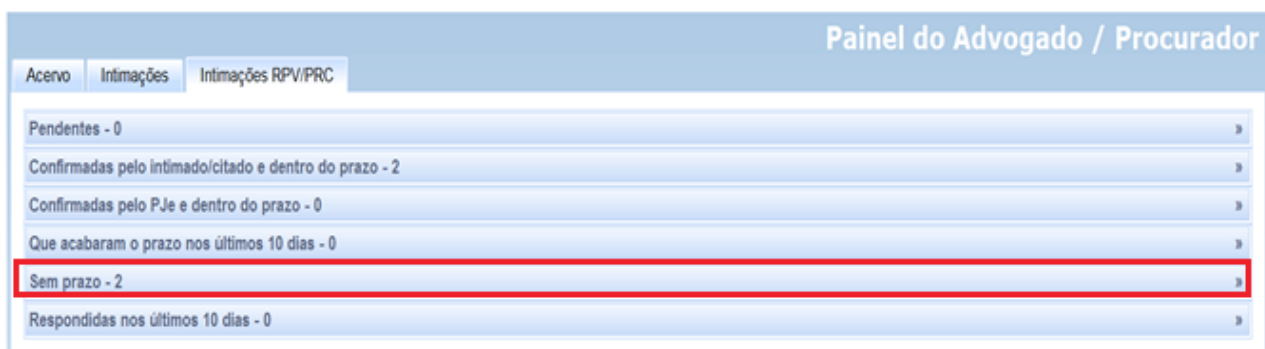 Painel do Advogado / Procurador
Acervo Intimações Intimações RPV/PRC
Pendentes - 0 »
Confirmadas pelo intimado/citado e dentro do prazo - 2 »
Confirmadas pelo PJe e dentro do prazo - 0 »
Que acabaram o prazo nos últimos 10 dias - 0 »
Sem prazo - 2 »
Respondidas nos últimos 10 dias - 0 »